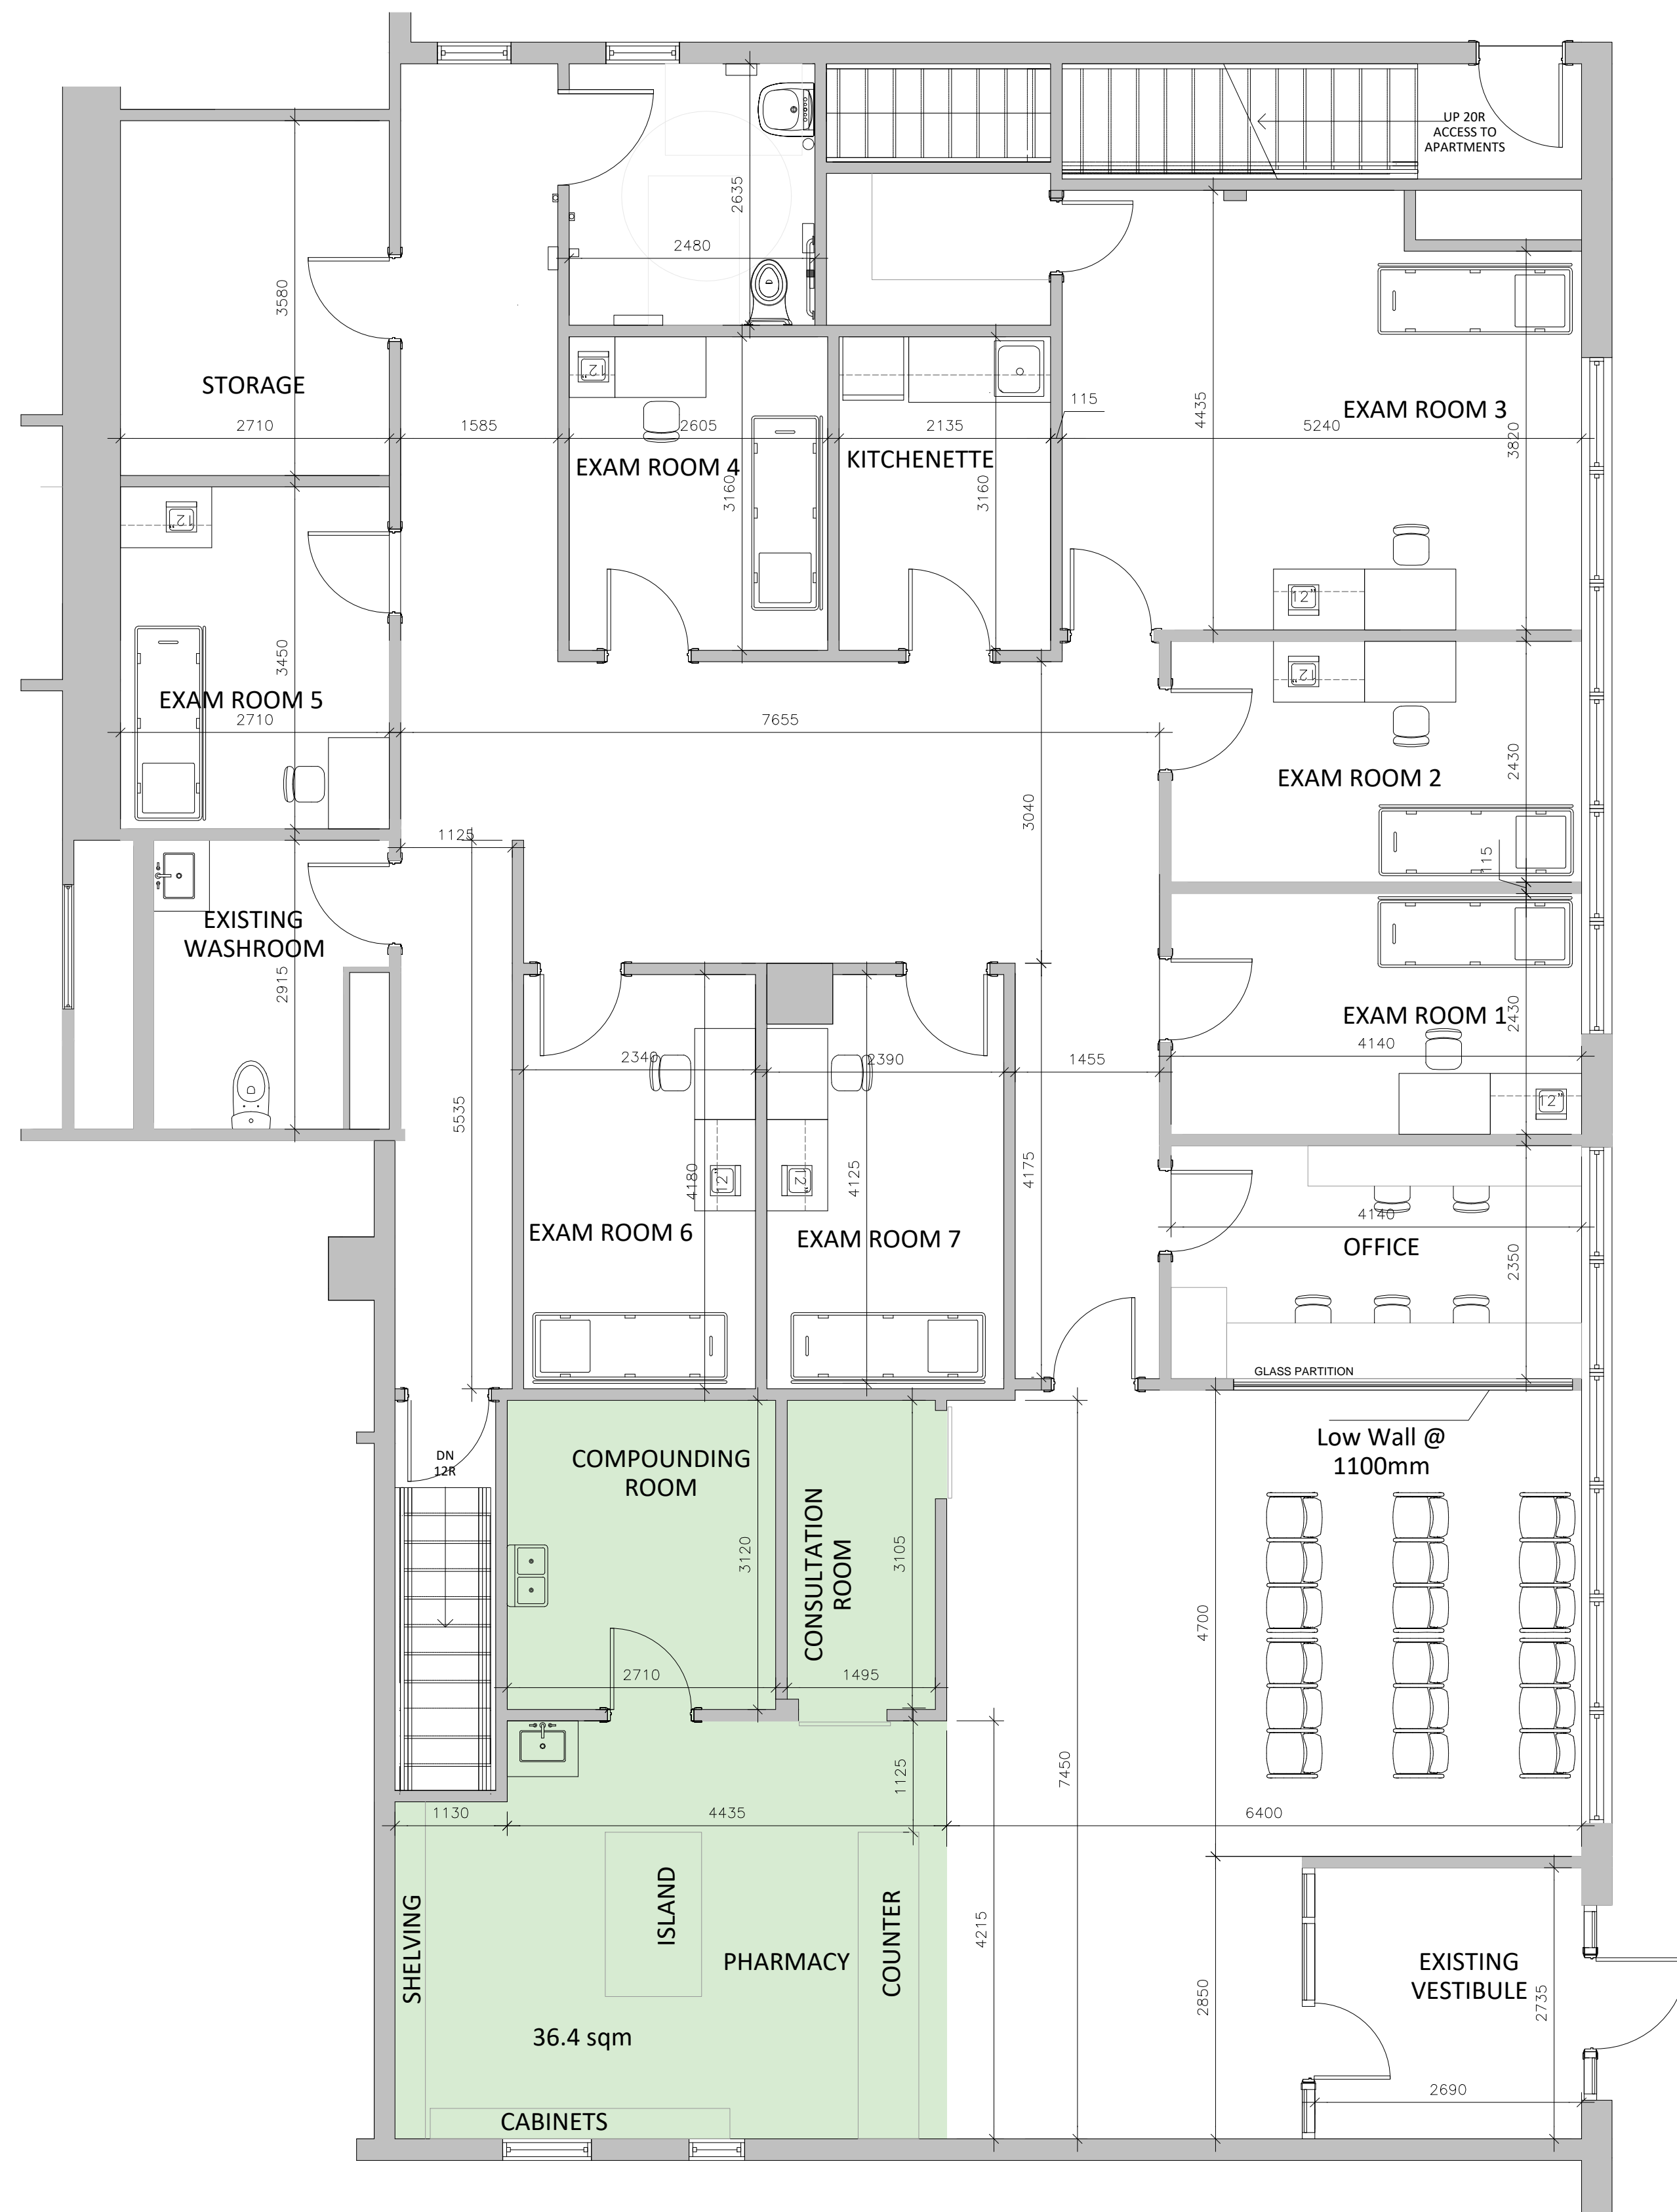 UP 20R
ACCESS TO
APARTMENTS
2635
2480
3580
STORAGE
2710
1585
2605
EXAM ROOM 4
3160
12"
2135
KITCHENETTE
3160
115
4435
5240
EXAM ROOM 3
3820
12"
12"
3450
EXAM ROOM 5
2710
7655
12"
EXAM ROOM 2
2430
3040
1125
115
EXISTING
WASHROOM
2915
EXAM ROOM 1
2430
4140
12"
2340
2390
1455
5535
4180
12"
4125
12"
4175
EXAM ROOM 6
EXAM ROOM 7
4140
OFFICE
2350
GLASS PARTITION
Low Wall @
1100mm
DN
12R
COMPOUNDING
ROOM
3120
CONSULTATION
ROOM
3105
2710
1495
4700
7450
1125
1130
4435
6400
SHELVING
ISLAND
COUNTER
PHARMACY
4215
2850
EXISTING
VESTIBULE
2735
36.4 sqm
2690
CABINETS